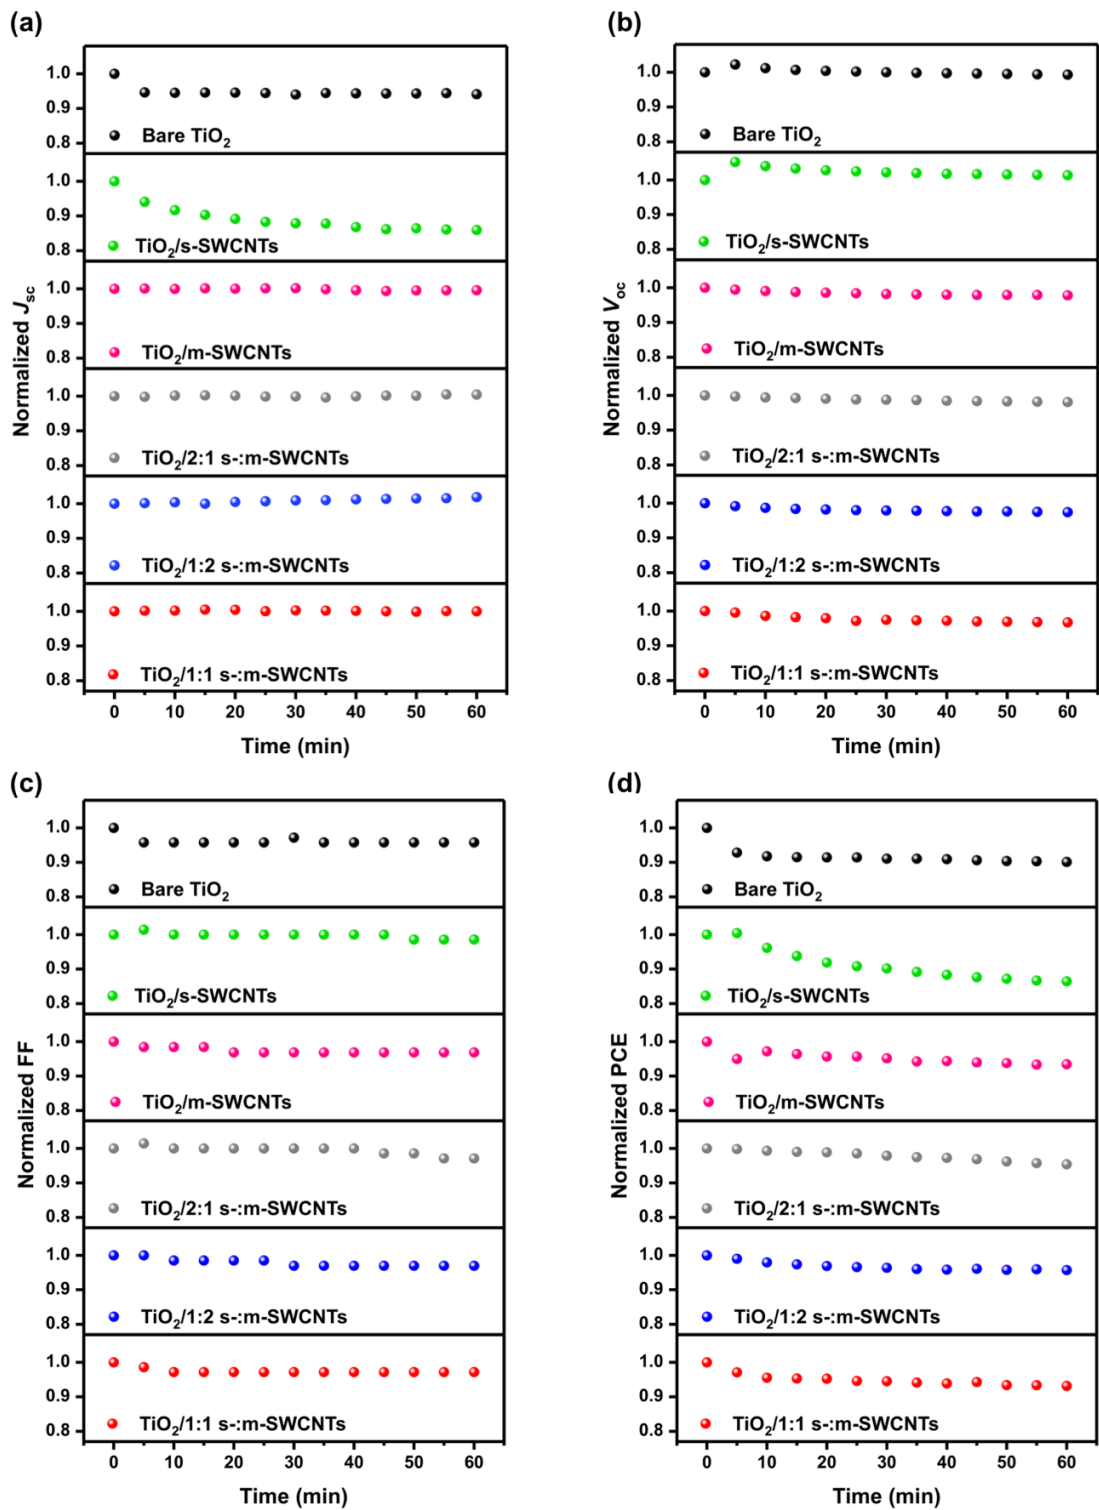 (a)
Normalized Jsc
1.0
0.9
0.8
Bare TiO2
1.0
0.9
0.8
TiO2/s-SWCNTs
1.0
0.9
0.8
TiO2/m-SWCNTs
1.0
0.9
0.8
TiO2/2:1 s-:m-SWCNTs
1.0
0.9
0.8
TiO2/1:2 s-:m-SWCNTs
1.0
0.9
0.8
TiO2/1:1 s-:m-SWCNTs
0 10 20 30 40 50 60
Time (min)
(b)
Normalized Voc
1.0
0.9
0.8
Bare TiO2
1.0
0.9
0.8
TiO2/s-SWCNTs
1.0
0.9
0.8
TiO2/m-SWCNTs
1.0
0.9
0.8
TiO2/2:1 s-:m-SWCNTs
1.0
0.9
0.8
TiO2/1:2 s-:m-SWCNTs
1.0
0.9
0.8
TiO2/1:1 s-:m-SWCNTs
0 10 20 30 40 50 60
Time (min)
(c)
Normalized FF
1.0
0.9
0.8
Bare TiO2
1.0
0.9
0.8
TiO2/s-SWCNTs
1.0
0.9
0.8
TiO2/m-SWCNTs
1.0
0.9
0.8
TiO2/2:1 s-:m-SWCNTs
1.0
0.9
0.8
TiO2/1:2 s-:m-SWCNTs
1.0
0.9
0.8
TiO2/1:1 s-:m-SWCNTs
0 10 20 30 40 50 60
Time (min)
(d)
Normalized PCE
1.0
0.9
0.8
Bare TiO2
1.0
0.9
0.8
TiO2/s-SWCNTs
1.0
0.9
0.8
TiO2/m-SWCNTs
1.0
0.9
0.8
TiO2/2:1 s-:m-SWCNTs
1.0
0.9
0.8
TiO2/1:2 s-:m-SWCNTs
1.0
0.9
0.8
TiO2/1:1 s-:m-SWCNTs
0 10 20 30 40 50 60
Time (min)